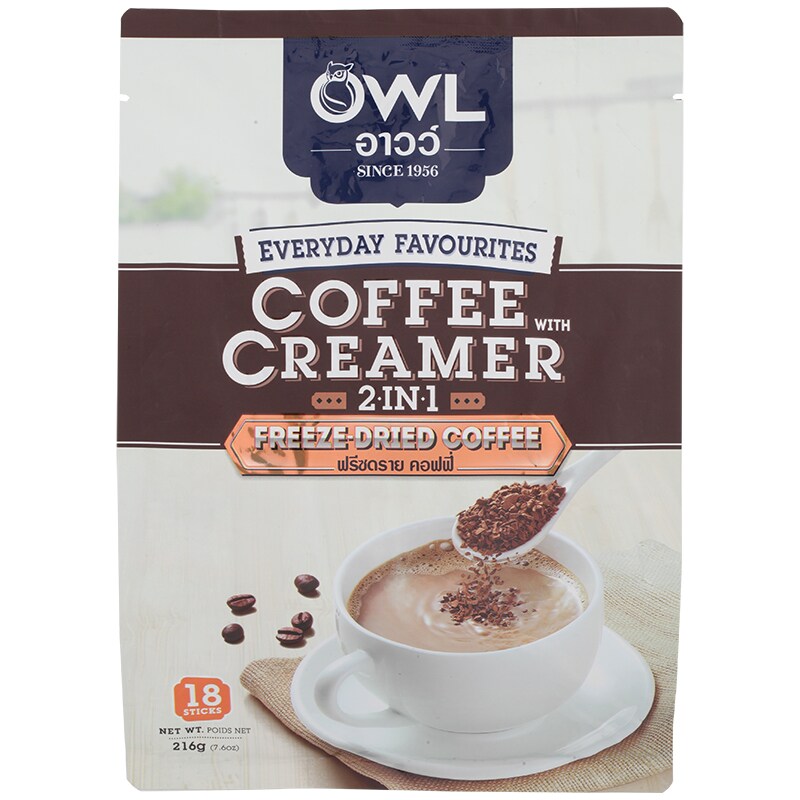 OWL
อาวว์
SINCE 1956
EVERYDAY FAVOURITES
COFFEE
WITH
CREAMER
2·IN·1
FREEZE-DRIED COFFEE
ฟรีซดราย คอฟฟี่
18
STICKS
NET WT. POIDS NET
216g (7.6oz)